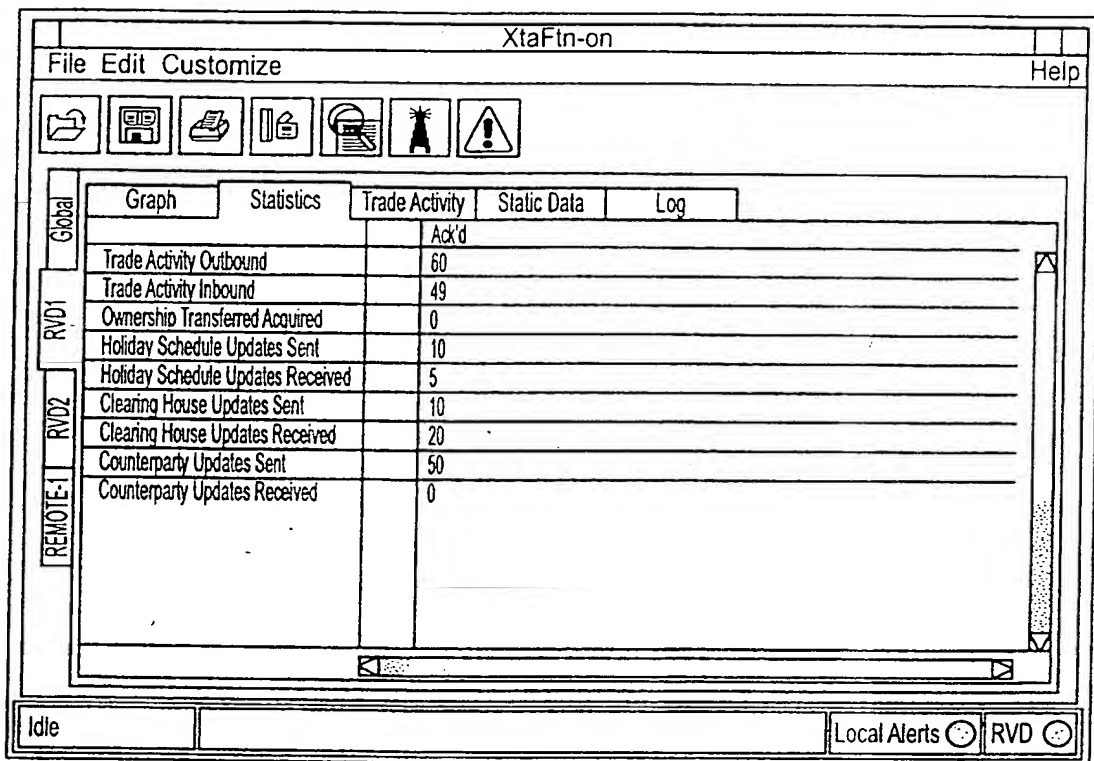 XtaFtn-on
File Edit Customize Help
Graph Statistics Trade Activity Static Data Log
Global
RVD1
RVD2
REMOTE-1
Ack'd
Trade Activity Outbound 60
Trade Activity Inbound 49
Ownership Transferred Acquired 0
Holiday Schedule Updates Sent 10
Holiday Schedule Updates Received 5
Clearing House Updates Sent 10
Clearing House Updates Received 20
Counterparty Updates Sent 50
Counterparty Updates Received 0
Idle Local Alerts RVD